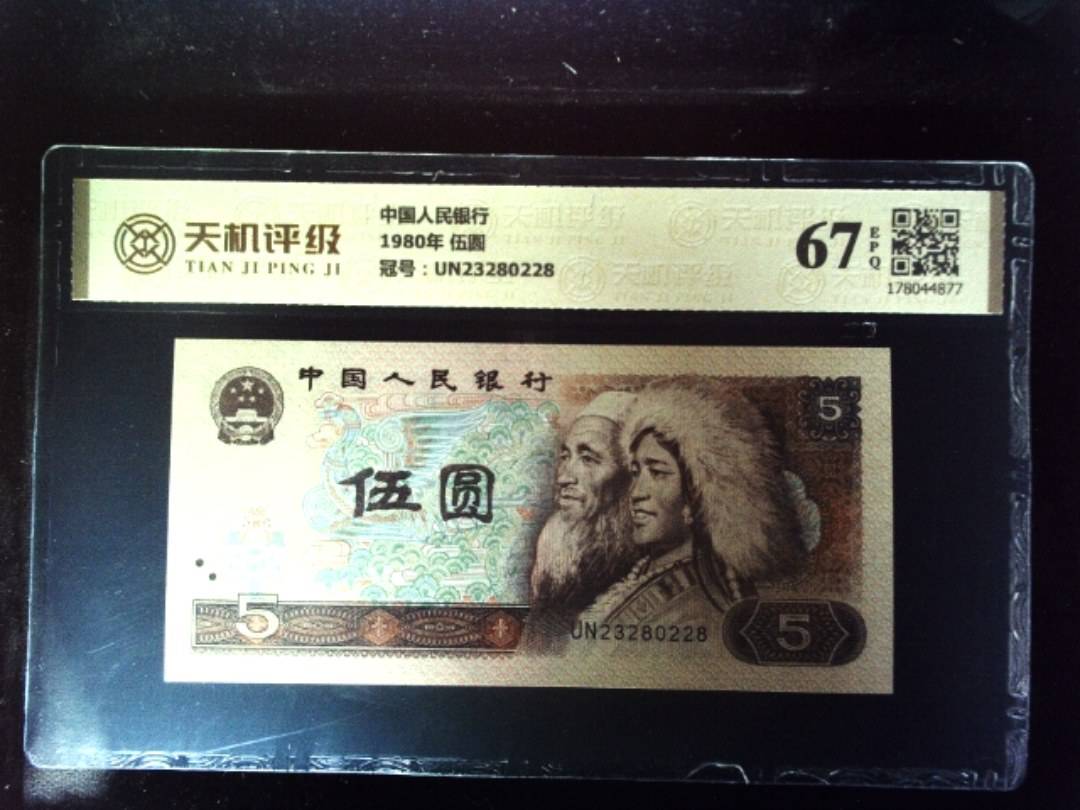 天机评级
TIAN JI PING JI
中国人民银行
1980年 伍圆
冠号：UN23280228
67
EPQ
178044877
中国人民银行
5
伍圆
5
UN23280228
5